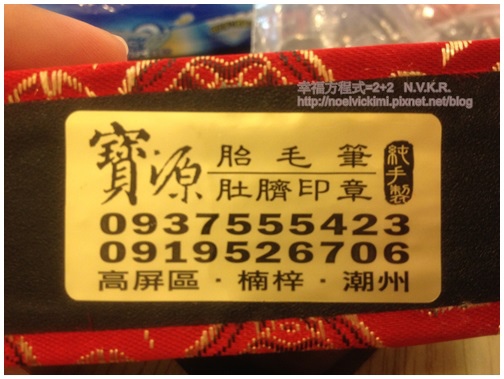 幸福方程式=2+2 N.V.K.R.
http://noelvickimi.pixnet.net/blog
寶源
胎毛筆
肚臍印章
純手製
0937555423
0919526706
高屏區·楠梓·潮州